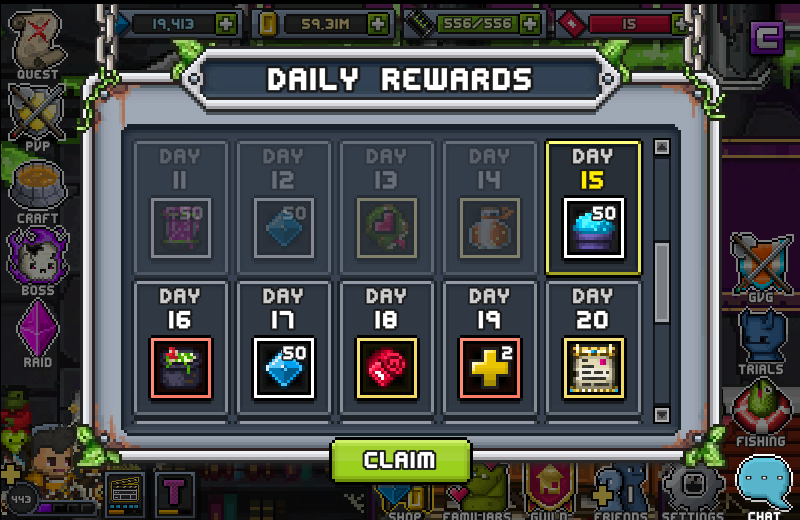 19,413
59.31M
556/556
15
DAILY REWARDS
QUEST
PVP
CRAFT
BOSS
RAID
DAY 11
50
DAY 12
50
DAY 13
DAY 14
DAY 15
50
DAY 16
DAY 17
50
DAY 18
DAY 19
2
DAY 20
CLAIM
GVG
TRIALS
FISHING
443
T
SHOP
FAMILIARS
GUILD
FRIENDS
SETTINGS
CHAT